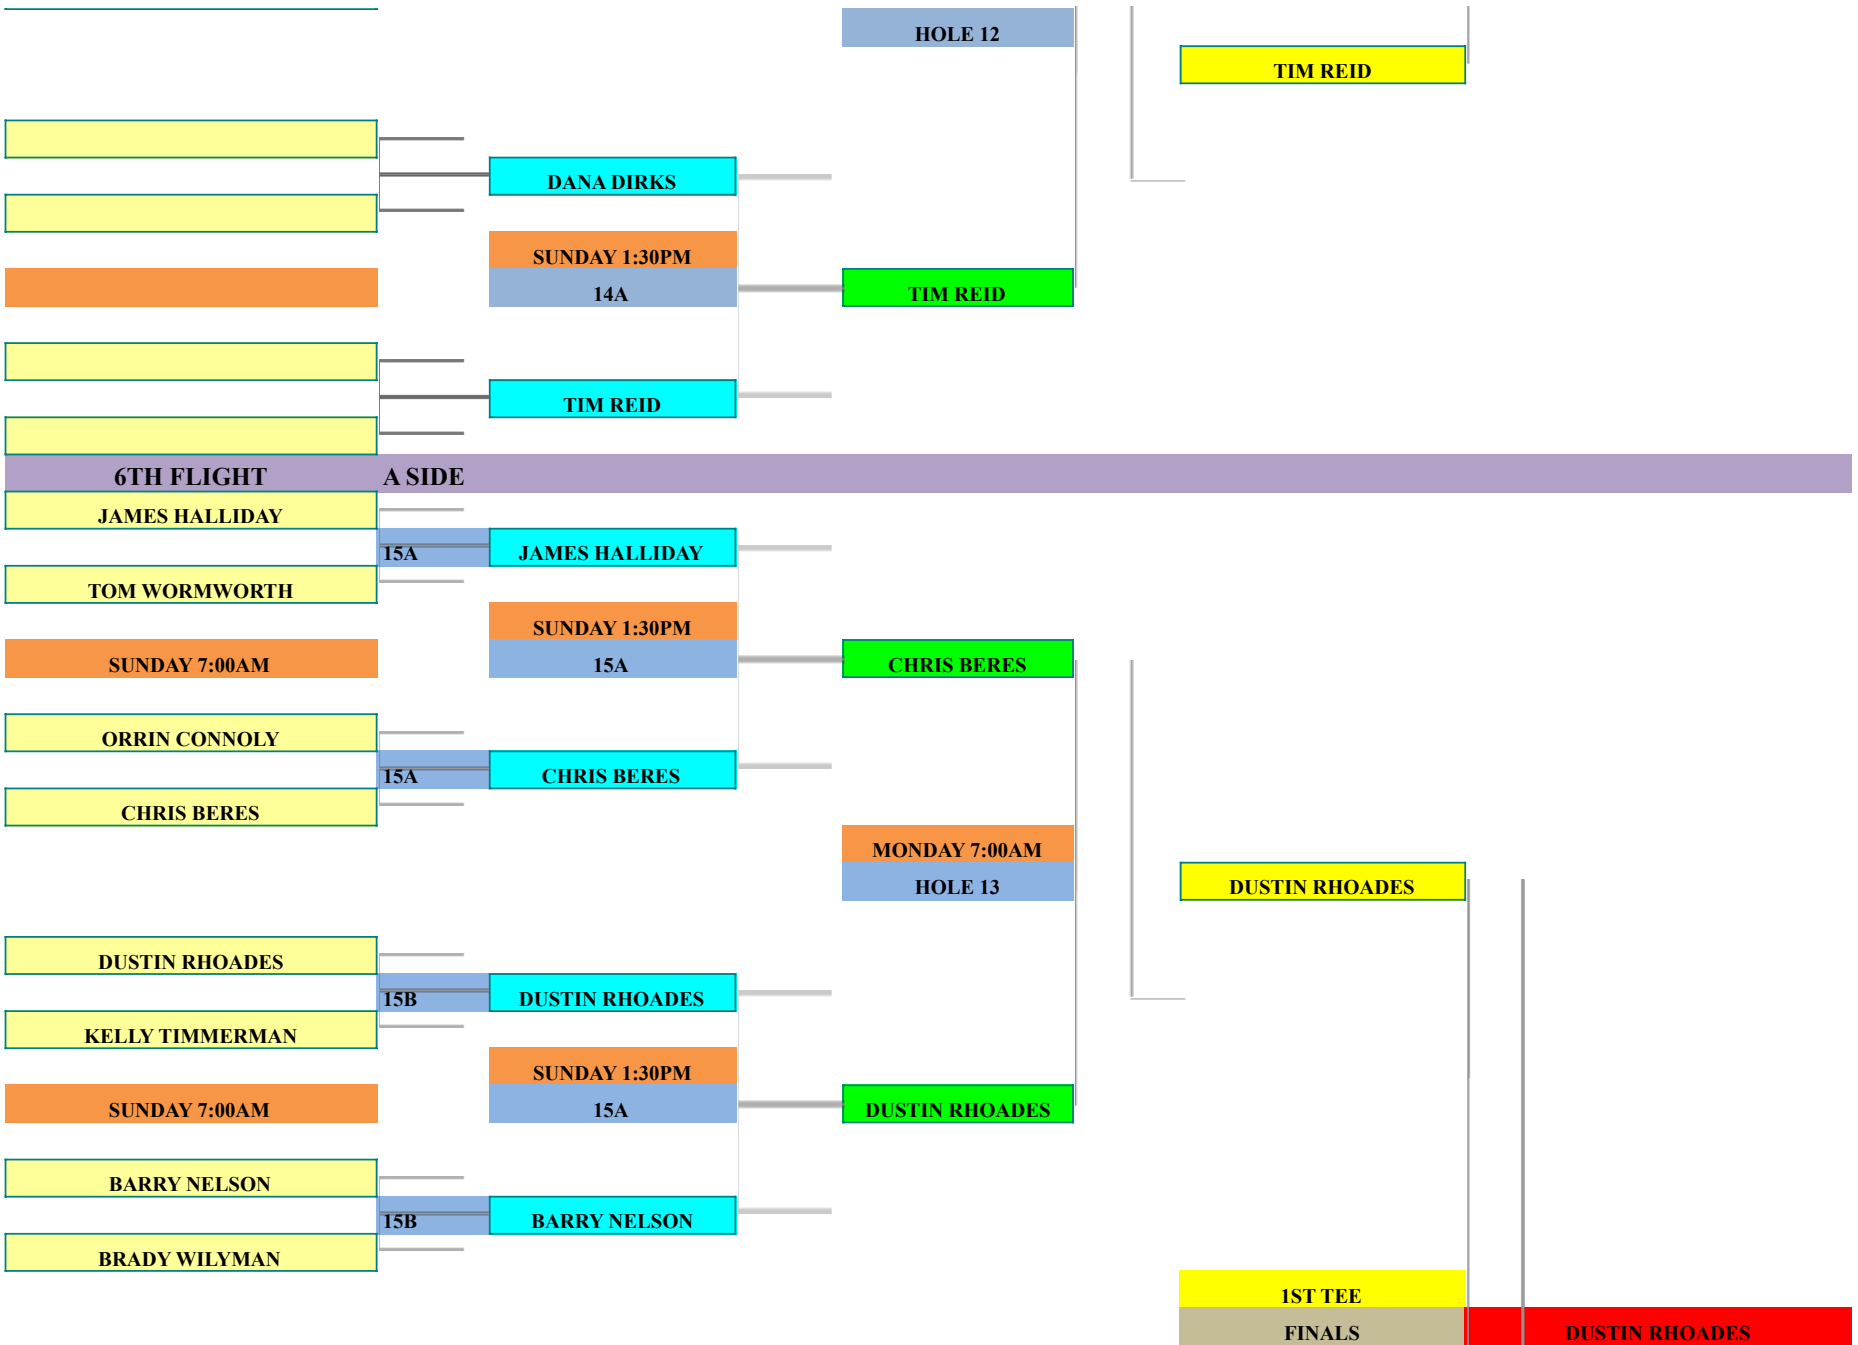 HOLE 12
TIM REID
DANA DIRKS
SUNDAY 1:30PM
14A
TIM REID
TIM REID
6TH FLIGHT A SIDE
JAMES HALLIDAY
15A
JAMES HALLIDAY
TOM WORMWORTH
SUNDAY 1:30PM
SUNDAY 7:00AM
15A
CHRIS BERES
ORRIN CONNOLY
15A
CHRIS BERES
CHRIS BERES
MONDAY 7:00AM
HOLE 13
DUSTIN RHOADES
DUSTIN RHOADES
15B
DUSTIN RHOADES
KELLY TIMMERMAN
SUNDAY 1:30PM
SUNDAY 7:00AM
15A
DUSTIN RHOADES
BARRY NELSON
15B
BARRY NELSON
BRADY WILYMAN
1ST TEE
FINALS
DUSTIN RHOADES